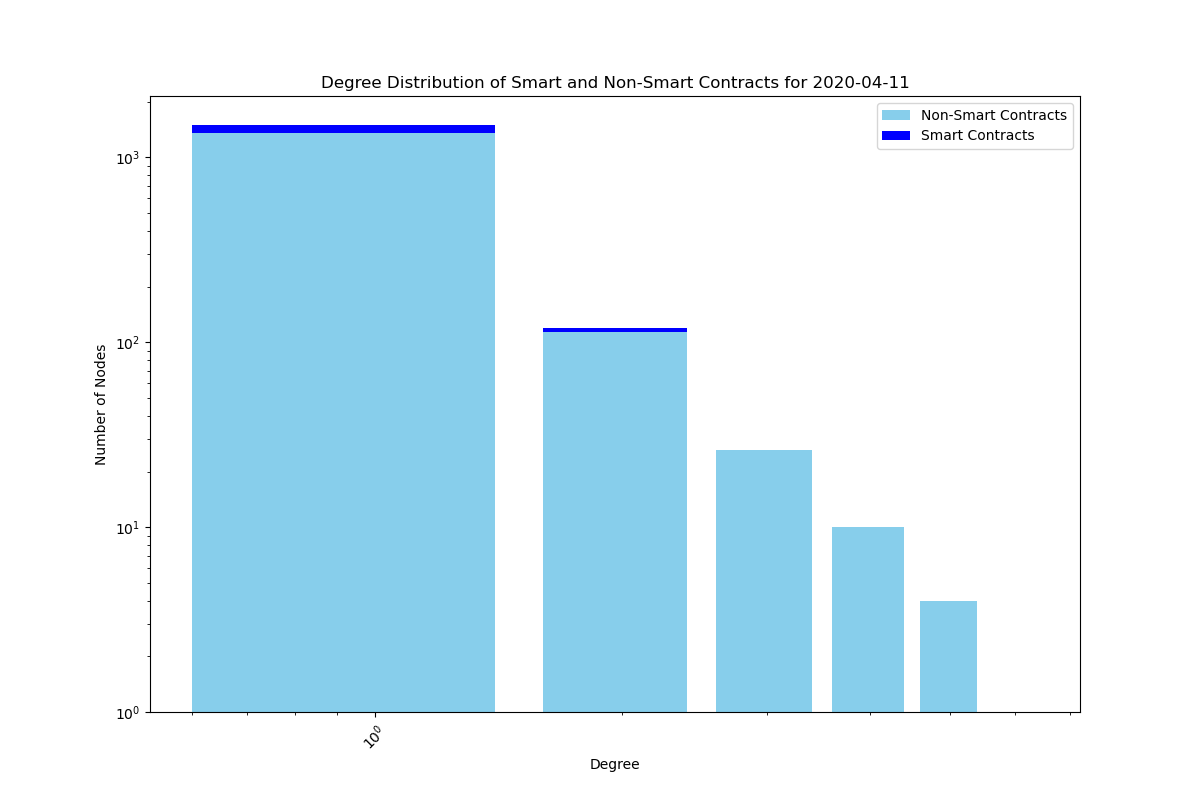 Degree Distribution of Smart and Non-Smart Contracts for 2020-04-11
Non-Smart Contracts
Smart Contracts
Number of Nodes
10³
10²
10¹
10⁰
10⁰
Degree